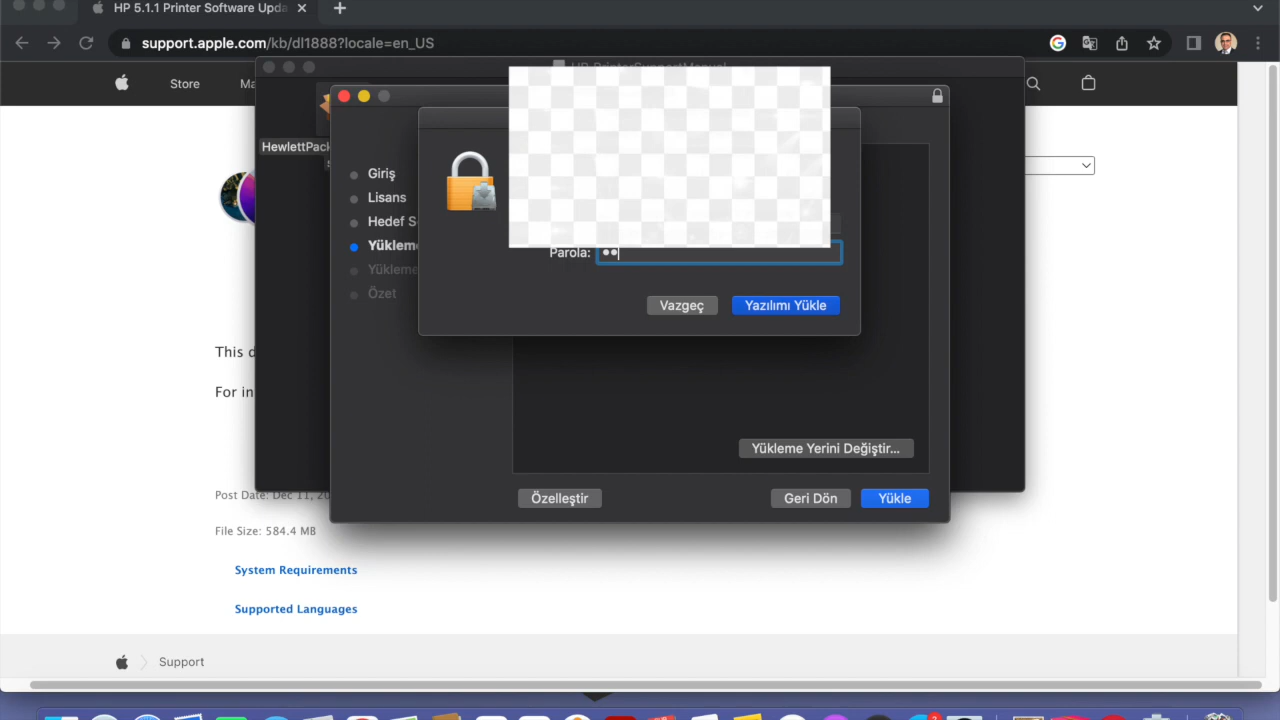 HP 5.1.1 Printer Software Upda
support.apple.com/kb/dl1888?locale=en_US
Store
HewlettPack
Giriş
Lisans
Hedef S
Yükleme
Yükleme
Özet
Parola:
Vazgeç
Yazılımı Yükle
This d
For in
Yükleme Yerini Değiştir...
Post Date: Dec 11, 20
Özelleştir
Geri Dön
Yükle
File Size: 584.4 MB
System Requirements
Supported Languages
Support